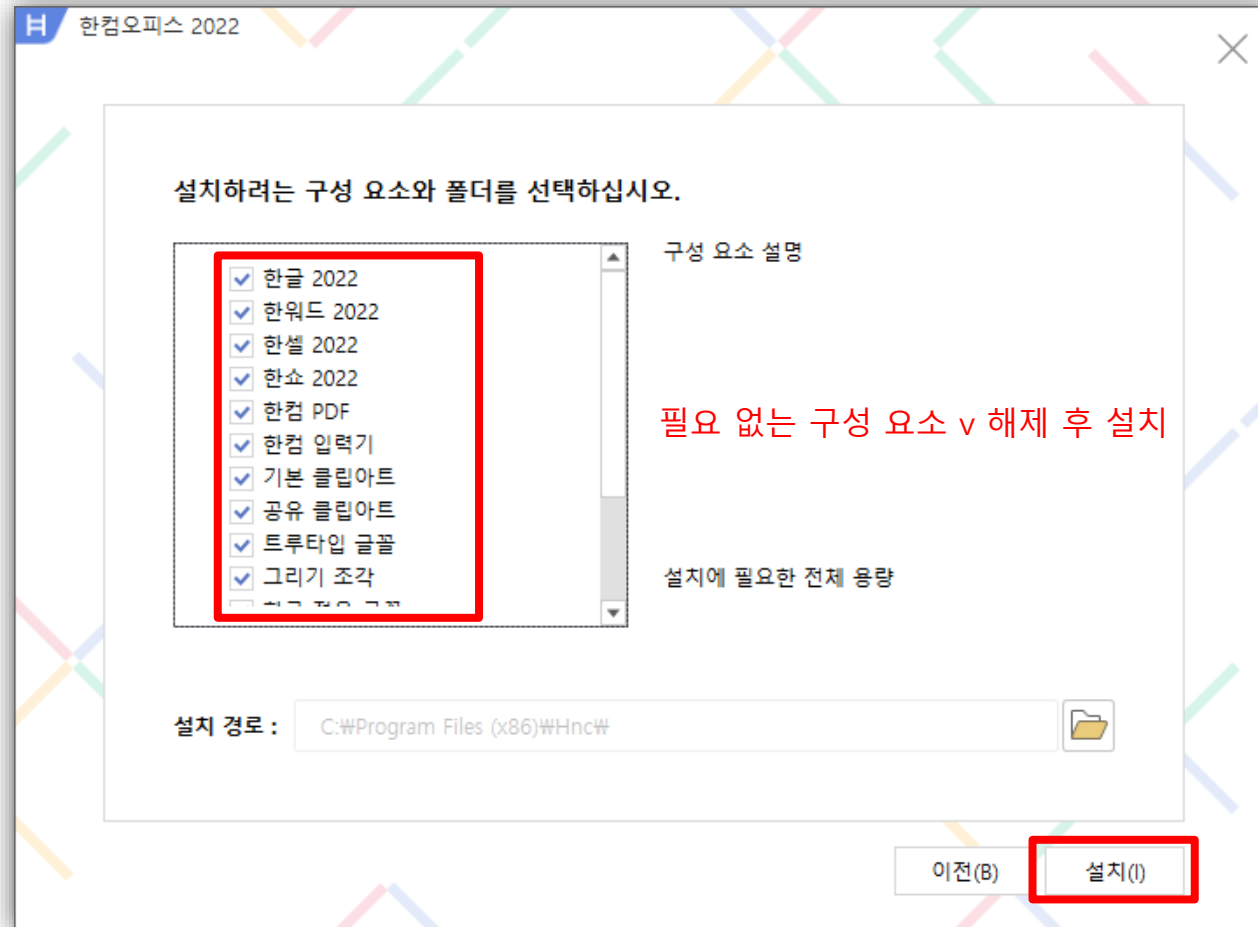 한컴오피스 2022
설치하려는 구성 요소와 폴더를 선택하십시오.
구성 요소 설명
한글 2022
한워드 2022
한셀 2022
한쇼 2022
한컴 PDF
한컴 입력기
기본 클립아트
공유 클립아트
트루타입 글꼴
그리기 조각
필요 없는 구성 요소 v 해제 후 설치
설치에 필요한 전체 용량
설치 경로 : C:₩Program Files (x86)₩Hnc₩
이전(B) 설치(I)